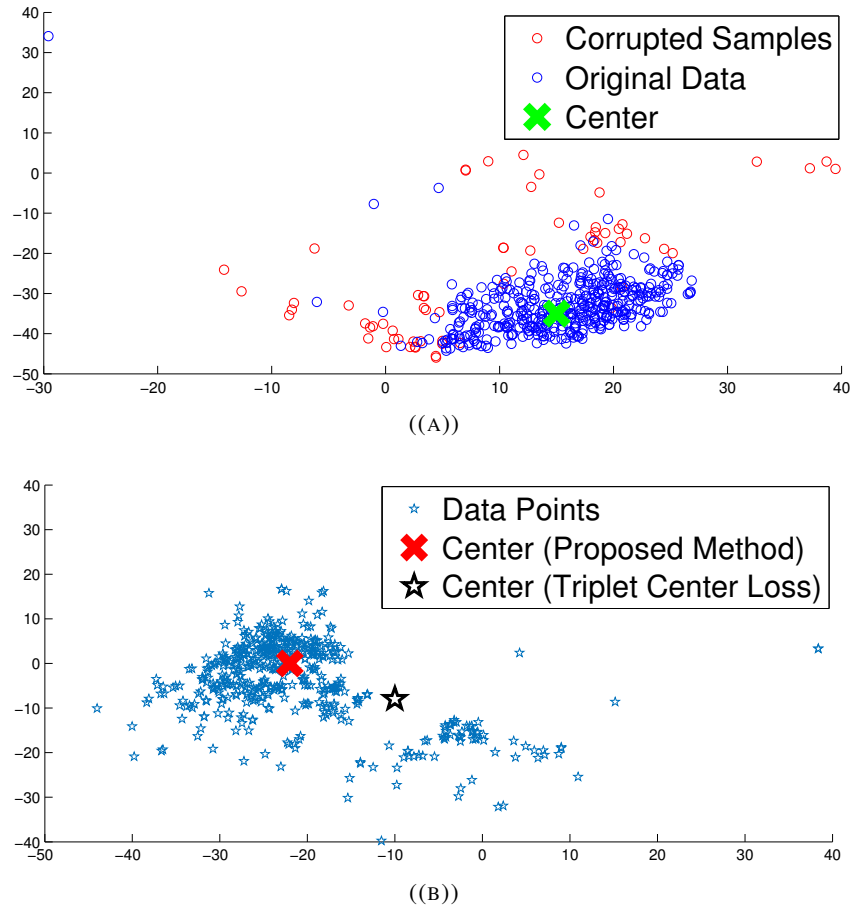 40
30
20
10
0
−10
−20
−30
−40
−50
−30 −20 −10 0 10 20 30 40
Corrupted Samples
Original Data
Center
((A))
40
30
20
10
0
−10
−20
−30
−40
−50 −40 −30 −20 −10 0 10 20 30 40
Data Points
Center (Proposed Method)
Center (Triplet Center Loss)
((B))